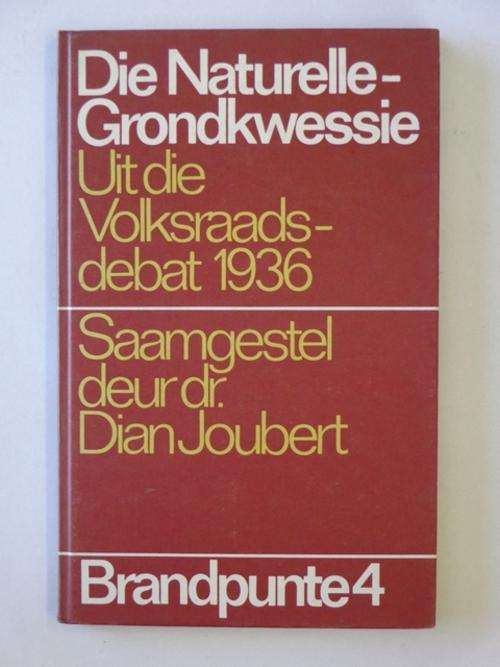 Die Naturelle-
Grondkwessie
Uit die
Volksraads-
debat 1936
Saamgestel
deur dr.
Dian Joubert
Brandpunte 4